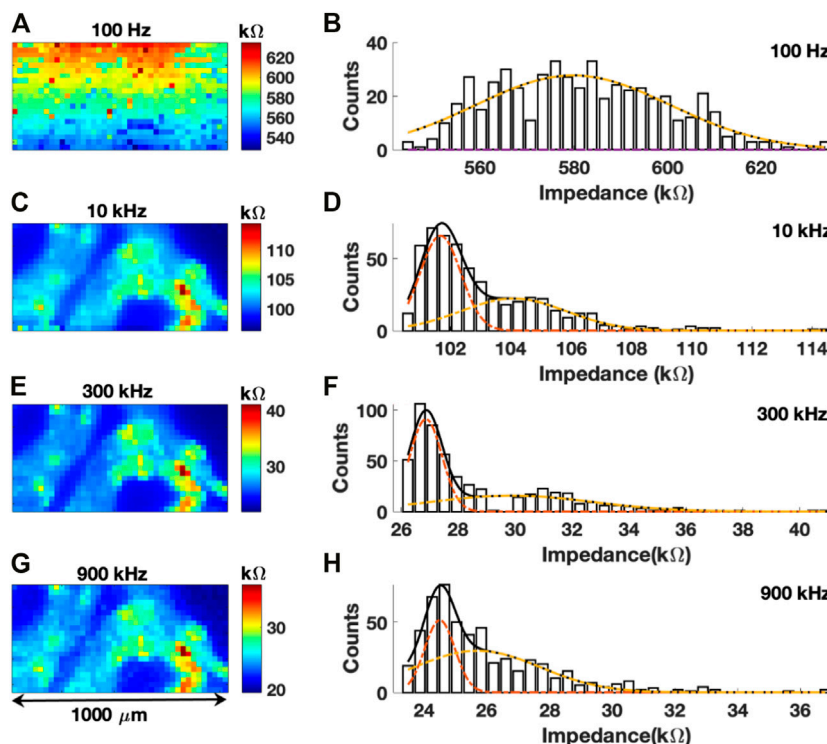 A
100 Hz
kΩ
620
600
580
560
540
B
100 Hz
40
20
0
Counts
560
580
600
620
Impedance (kΩ)
C
10 kHz
kΩ
110
105
100
D
10 kHz
50
0
Counts
102
104
106
108
110
112
114
Impedance (kΩ)
E
300 kHz
kΩ
40
30
F
300 kHz
100
50
0
Counts
26
28
30
32
34
36
38
40
Impedance(kΩ)
G
900 kHz
kΩ
30
20
1000 μm
H
900 kHz
50
0
Counts
24
26
28
30
32
34
36
Impedance(kΩ)